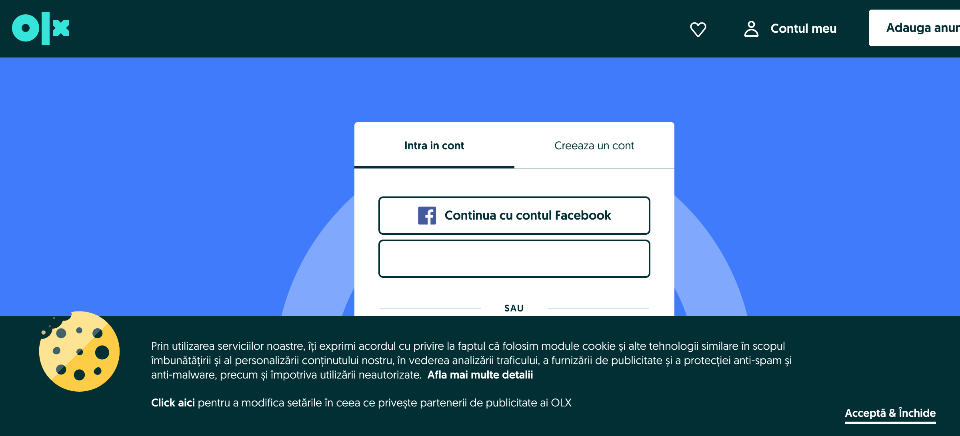 olx
Contul meu
Adauga anun
Intra in cont
Creeaza un cont
Continua cu contul Facebook
SAU
Prin utilizarea serviciilor noastre, îți exprimi acordul cu privire la faptul că folosim module cookie și alte tehnologii similare în scopul
îmbunătățirii și al personalizării conținutului nostru, în vederea analizării traficului, a furnizării de publicitate și a protecției anti-spam și
anti-malware, precum și împotriva utilizării neautorizate. Afla mai multe detalii
Click aici pentru a modifica setările în ceea ce privește partenerii de publicitate ai OLX
Acceptă & Închide